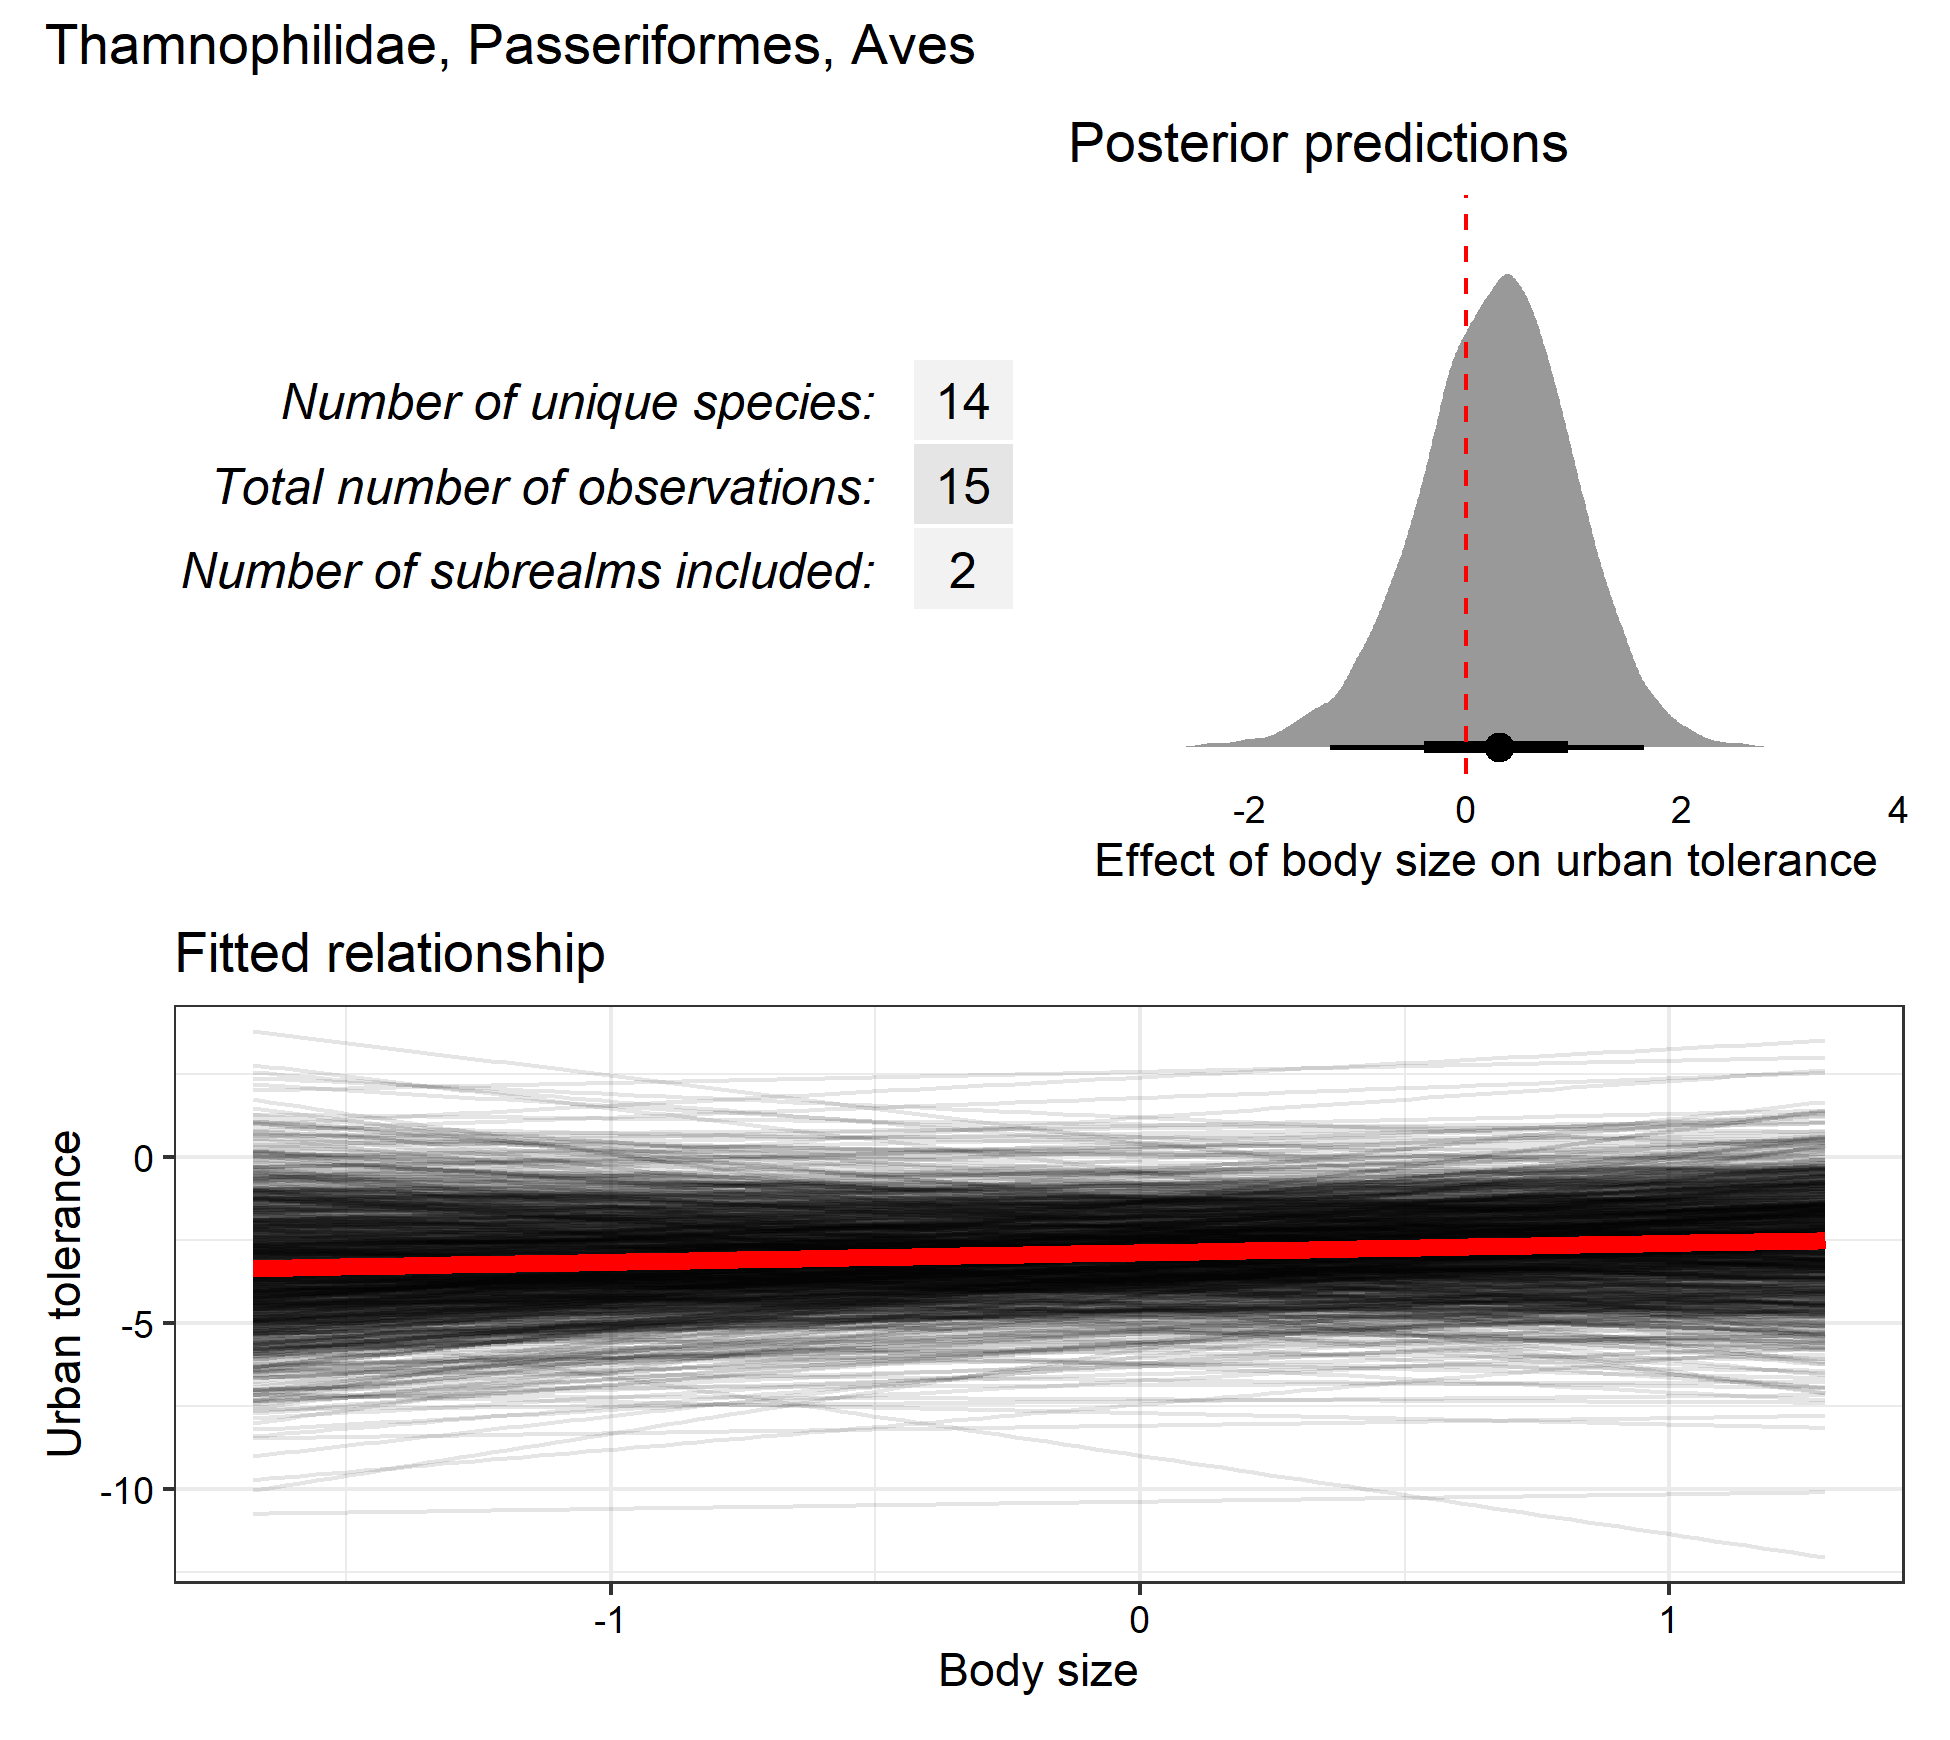 Thamnophilidae, Passeriformes, Aves
Posterior predictions
Number of unique species: 14
Total number of observations: 15
Number of subrealms included: 2
-2 0 2 4
Effect of body size on urban tolerance
Fitted relationship
Urban tolerance
0
-5
-10
-1 0 1
Body size